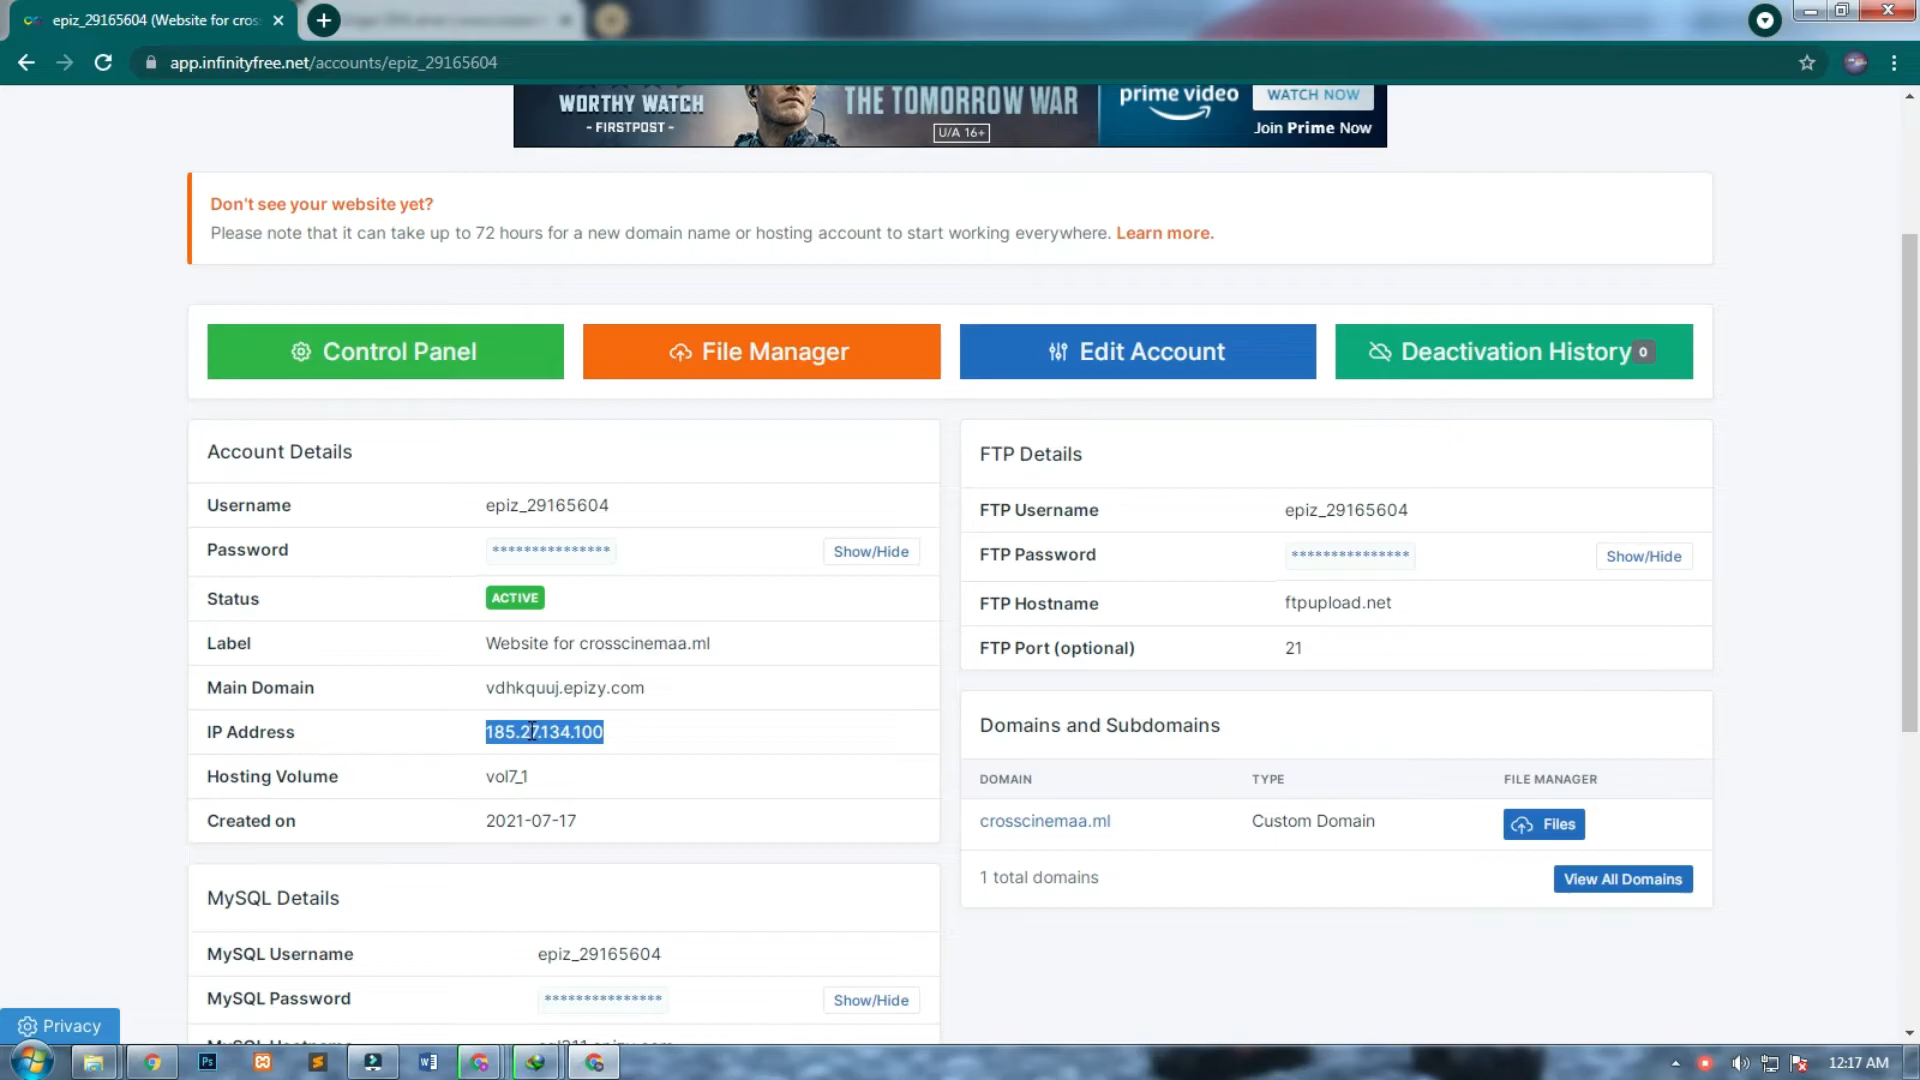 epiz_29165604 (Website for cros
app.infinityfree.net/accounts/epiz_29165604
WORTHY WATCH
- FIRSTPOST -
THE TOMORROW WAR
U/A 16+
prime video
WATCH NOW
Join Prime Now
Don't see your website yet?
Please note that it can take up to 72 hours for a new domain name or hosting account to start working everywhere. Learn more.
Control Panel
File Manager
Edit Account
Deactivation History 0
Account Details
Username epiz_29165604
Password *************** Show/Hide
Status ACTIVE
Label Website for crosscinemaa.ml
Main Domain vdhkquuj.epizy.com
IP Address 185.27.134.100
Hosting Volume vol7_1
Created on 2021-07-17
MySQL Details
MySQL Username epiz_29165604
MySQL Password *************** Show/Hide
FTP Details
FTP Username epiz_29165604
FTP Password *************** Show/Hide
FTP Hostname ftpupload.net
FTP Port (optional) 21
Domains and Subdomains
DOMAIN TYPE FILE MANAGER
crosscinemaa.ml Custom Domain Files
1 total domains View All Domains
Privacy
Ps
12:17 AM